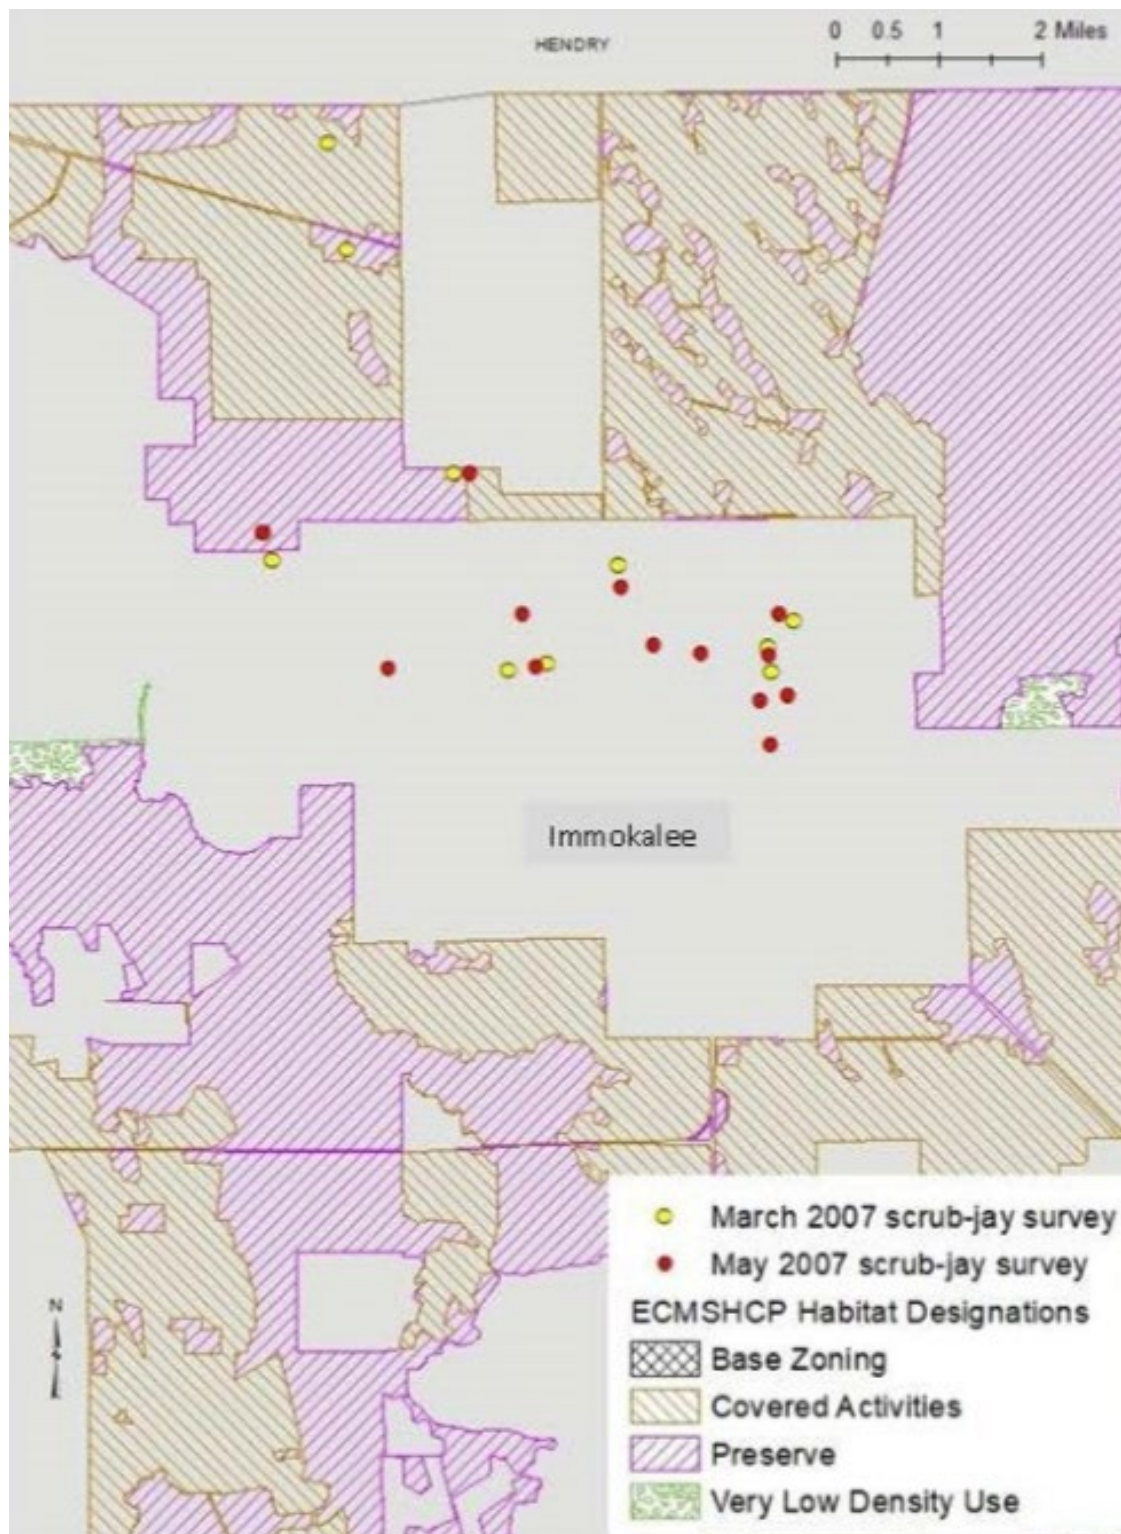 0 0.5 1 2 Miles
HENDRY
Immokalee
March 2007 scrub-jay survey
May 2007 scrub-jay survey
ECMSHCP Habitat Designations
Base Zoning
Covered Activities
Preserve
Very Low Density Use
N